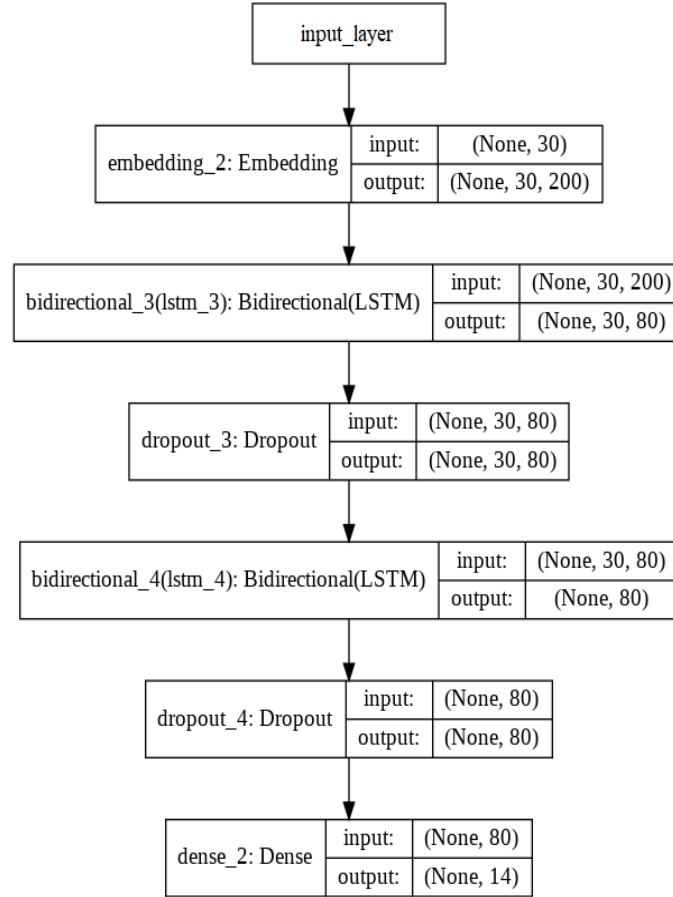 input_layer
embedding_2: Embedding
input: (None, 30)
output: (None, 30, 200)
bidirectional_3(lstm_3): Bidirectional(LSTM)
input: (None, 30, 200)
output: (None, 30, 80)
dropout_3: Dropout
input: (None, 30, 80)
output: (None, 30, 80)
bidirectional_4(lstm_4): Bidirectional(LSTM)
input: (None, 30, 80)
output: (None, 80)
dropout_4: Dropout
input: (None, 80)
output: (None, 80)
dense_2: Dense
input: (None, 80)
output: (None, 14)